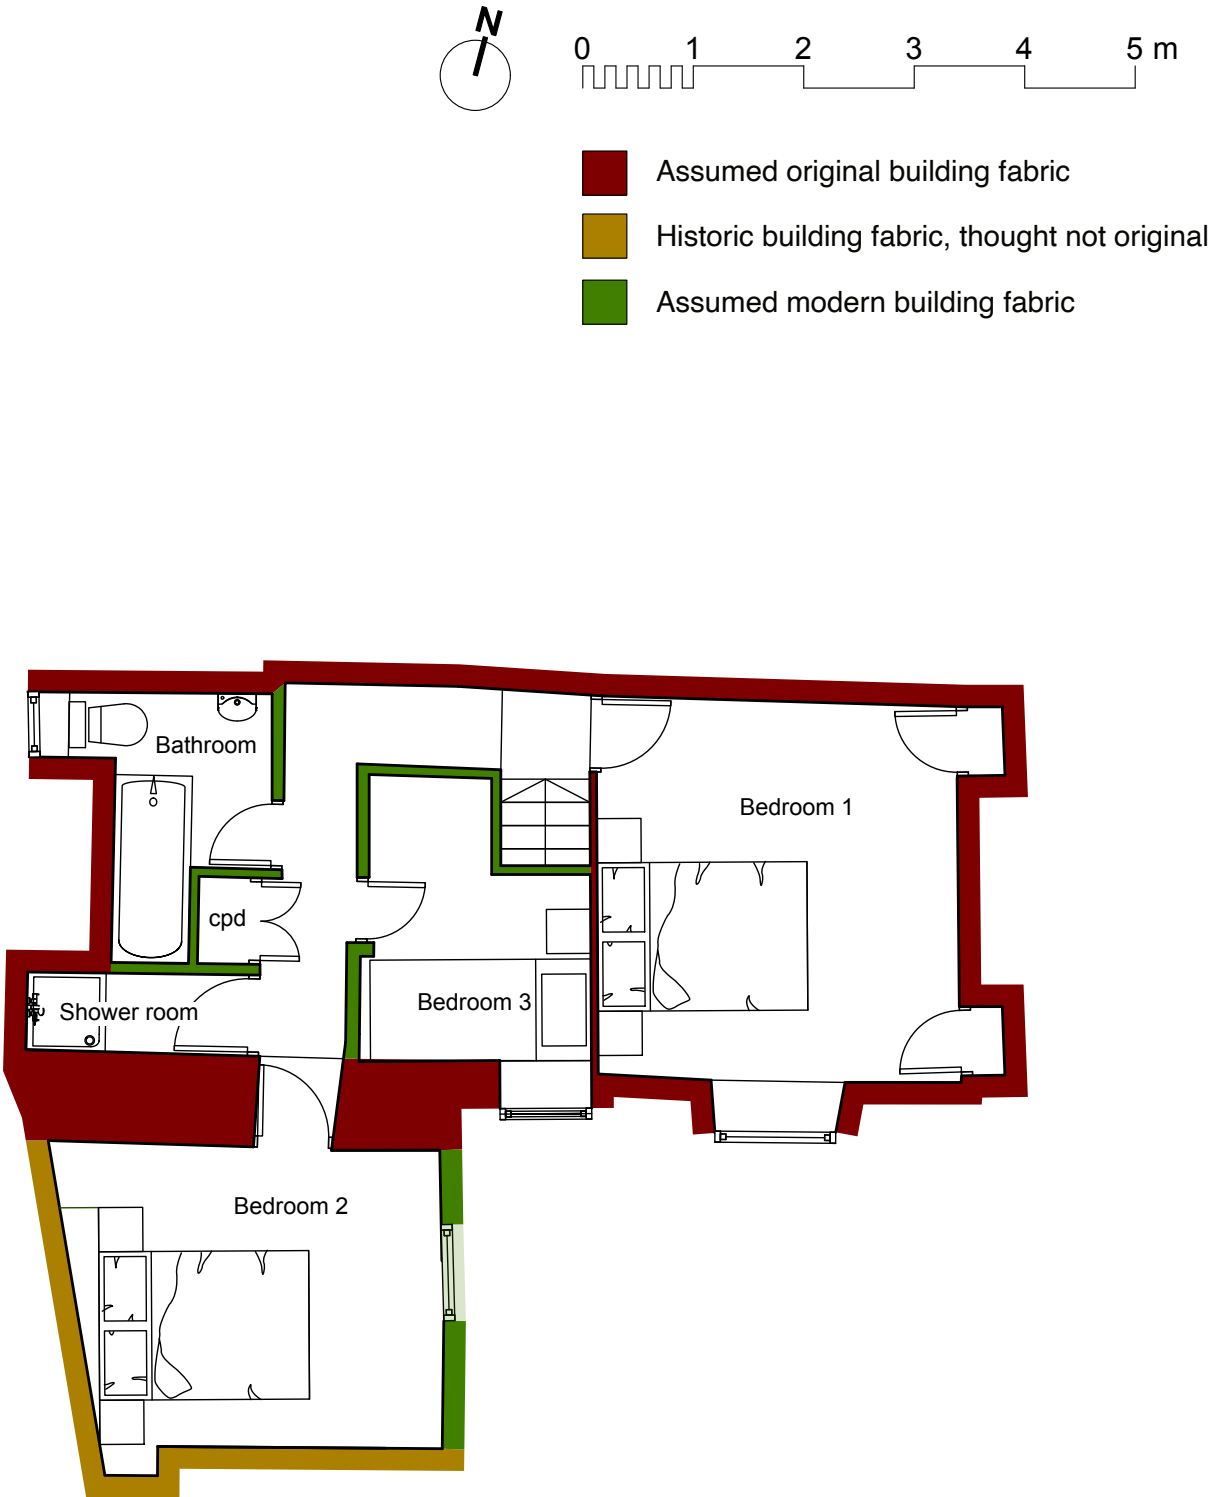 N
0 1 2 3 4 5 m
Assumed original building fabric
Historic building fabric, thought not original
Assumed modern building fabric
Bathroom
Bedroom 1
cpd
Bedroom 3
Shower room
Bedroom 2